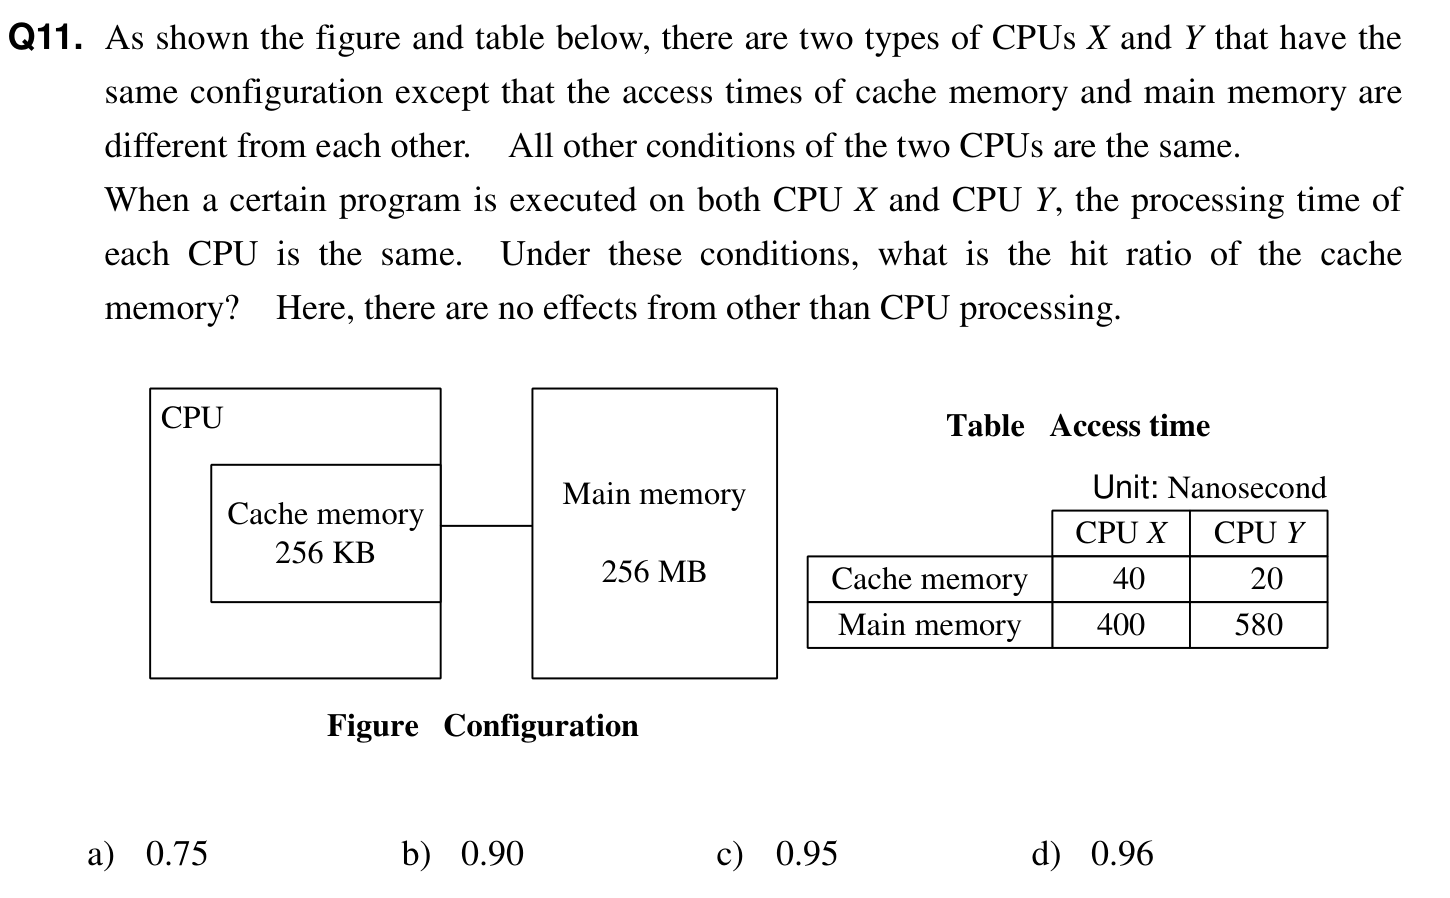 Q11. As shown the figure and table below, there are two types of CPUs X and Y that have the
same configuration except that the access times of cache memory and main memory are
different from each other. All other conditions of the two CPUs are the same.
When a certain program is executed on both CPU X and CPU Y, the processing time of
each CPU is the same. Under these conditions, what is the hit ratio of the cache
memory? Here, there are no effects from other than CPU processing.
CPU
Cache memory
256 KB
Main memory
256 MB
Figure Configuration
Table Access time
Unit: Nanosecond
CPU X CPU Y
Cache memory 40 20
Main memory 400 580
a) 0.75 b) 0.90 c) 0.95 d) 0.96